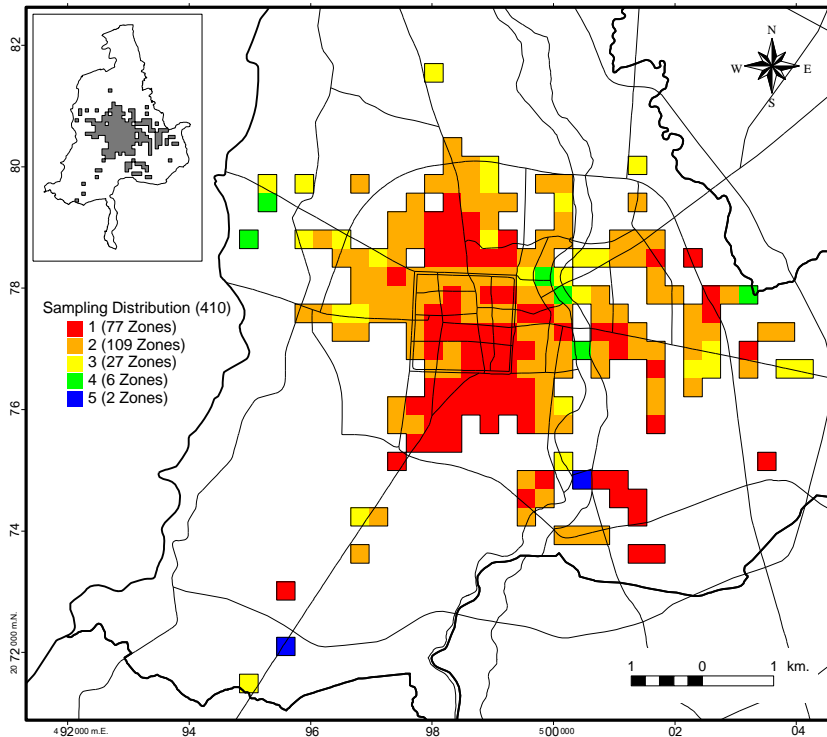 82
80
78
76
74
20 72 000 m.N.
N
W E
S
Sampling Distribution (410)
1 (77 Zones)
2 (109 Zones)
3 (27 Zones)
4 (6 Zones)
5 (2 Zones)
1 0 1 km.
4 92 000 m.E. 94 96 98 5 00 000 02 04